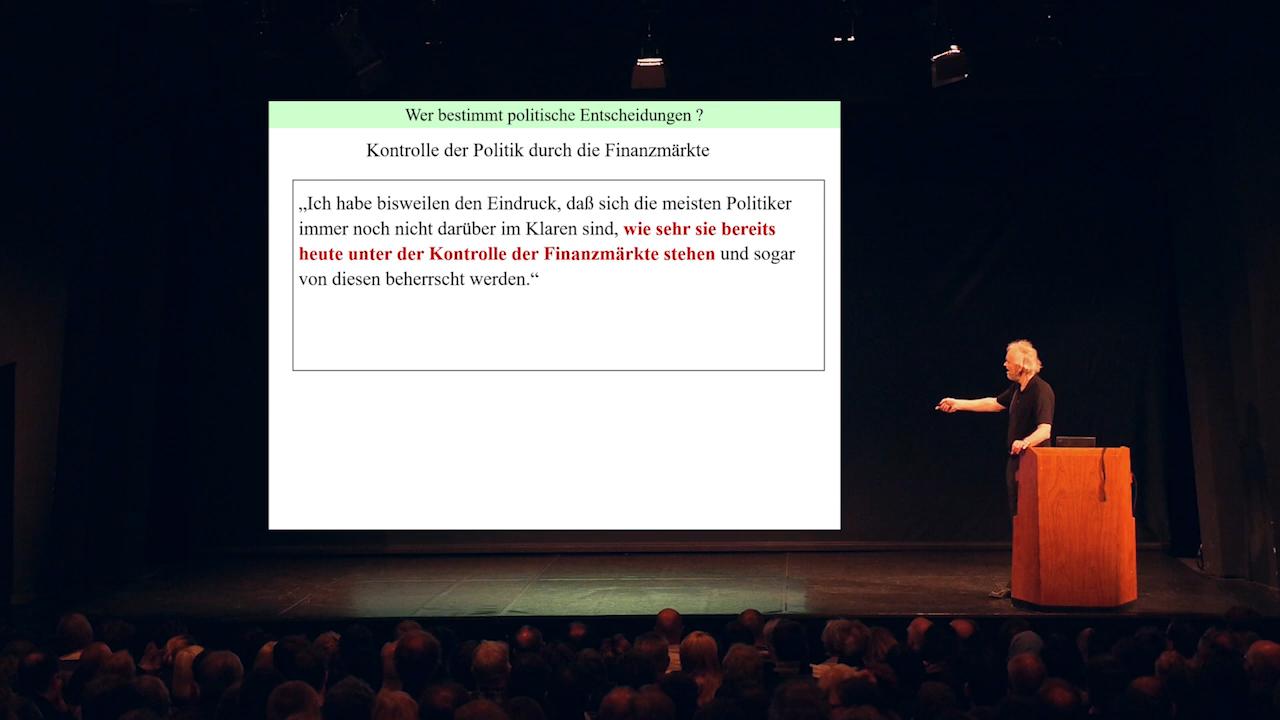 Wer bestimmt politische Entscheidungen ?
Kontrolle der Politik durch die Finanzmärkte
„Ich habe bisweilen den Eindruck, daß sich die meisten Politiker
immer noch nicht darüber im Klaren sind, wie sehr sie bereits
heute unter der Kontrolle der Finanzmärkte stehen und sogar
von diesen beherrscht werden.“